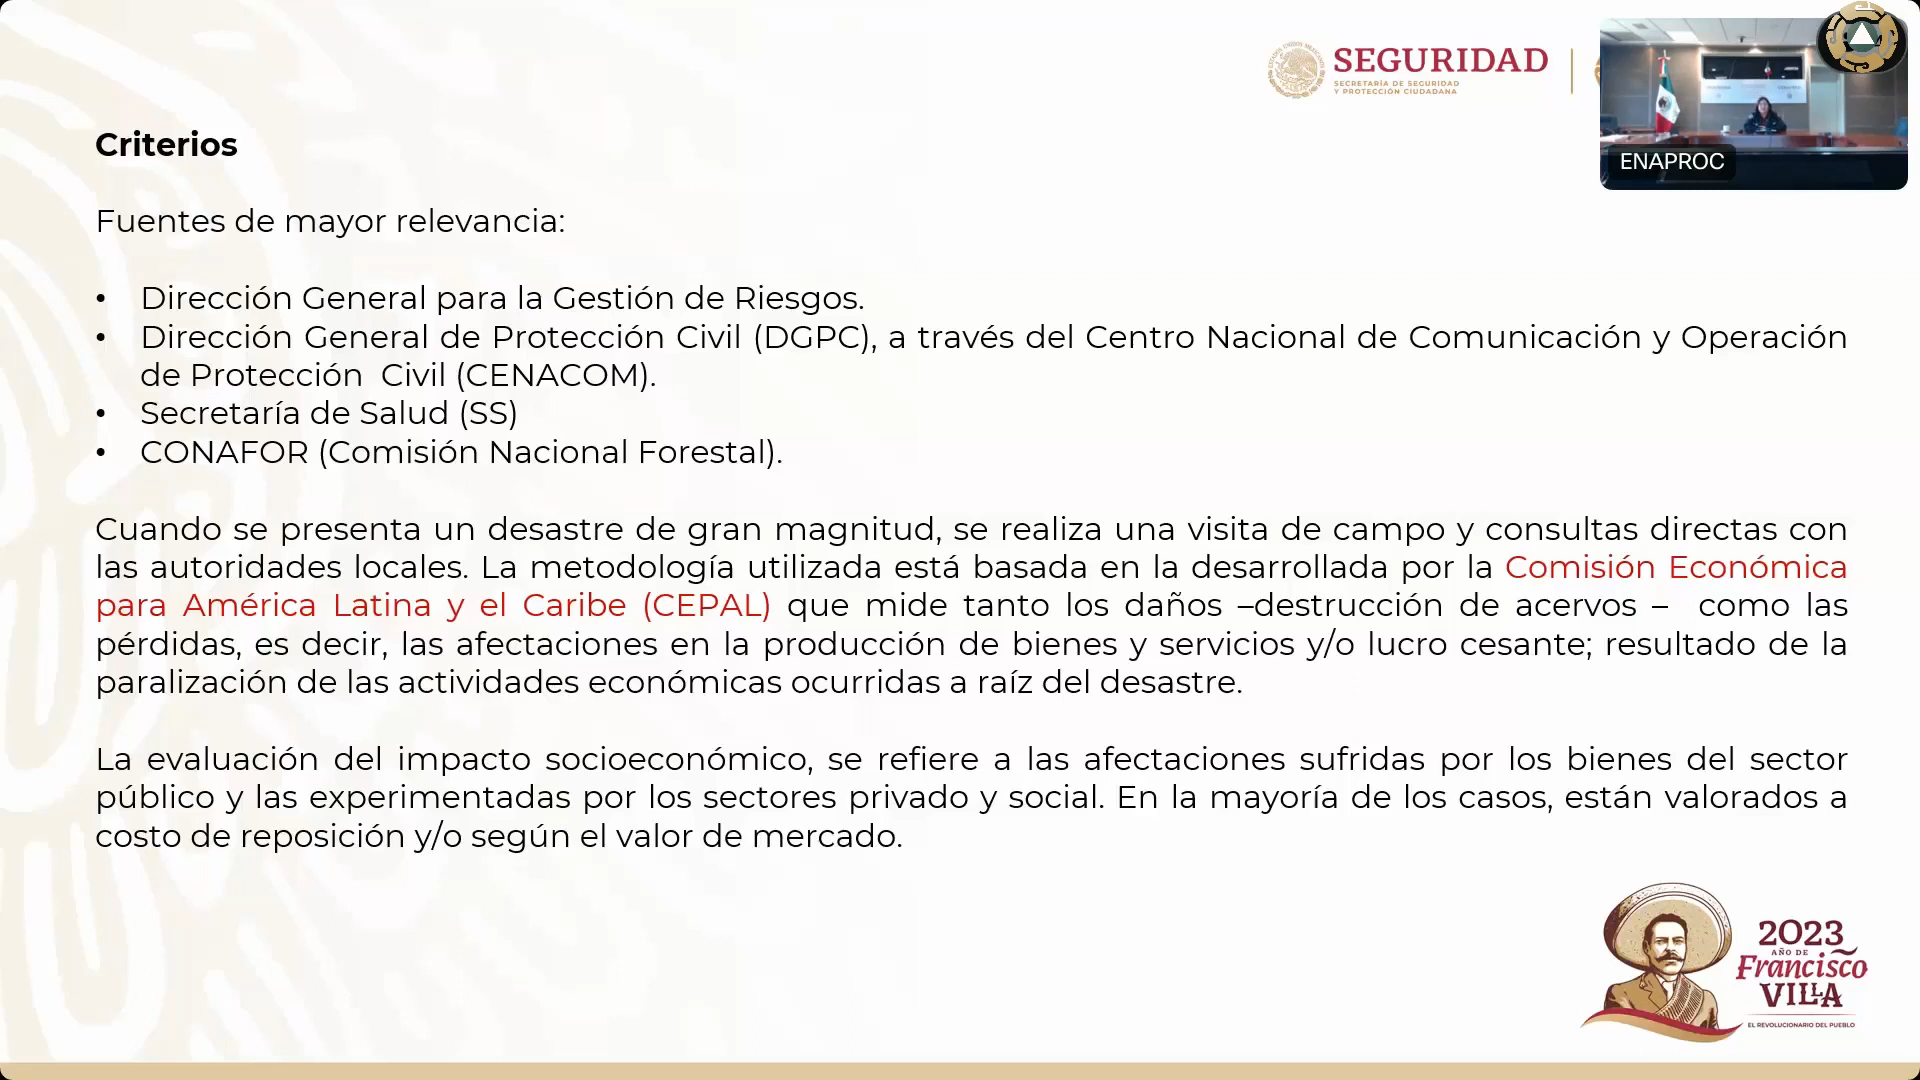 SEGURIDAD
SECRETARÍA DE SEGURIDAD
Y PROTECCIÓN CIUDADANA
ENAPROC
Criterios
Fuentes de mayor relevancia:
• Dirección General para la Gestión de Riesgos.
• Dirección General de Protección Civil (DGPC), a través del Centro Nacional de Comunicación y Operación
de Protección  Civil (CENACOM).
• Secretaría de Salud (SS)
• CONAFOR (Comisión Nacional Forestal).
Cuando se presenta un desastre de gran magnitud, se realiza una visita de campo y consultas directas con
las autoridades locales. La metodología utilizada está basada en la desarrollada por la Comisión Económica
para América Latina y el Caribe (CEPAL) que mide tanto los daños –destrucción de acervos –  como las
pérdidas, es decir, las afectaciones en la producción de bienes y servicios y/o lucro cesante; resultado de la
paralización de las actividades económicas ocurridas a raíz del desastre.
La evaluación del impacto socioeconómico, se refiere a las afectaciones sufridas por los bienes del sector
público y las experimentadas por los sectores privado y social. En la mayoría de los casos, están valorados a
costo de reposición y/o según el valor de mercado.
2023
AÑO DE
Francisco
VILLA
EL REVOLUCIONARIO DEL PUEBLO